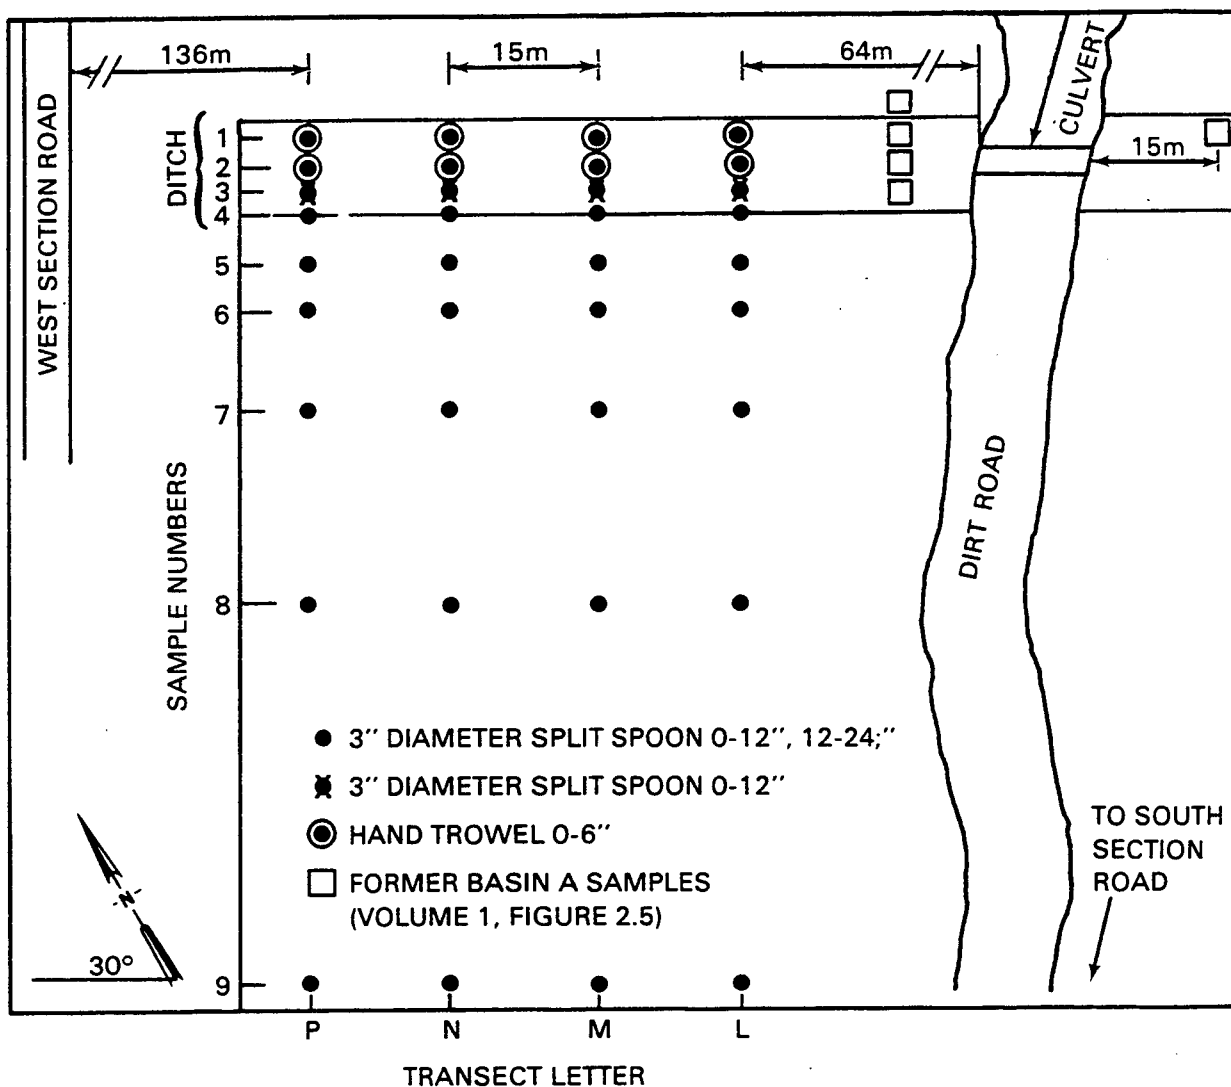 136m
15m
64m
CULVERT
WEST SECTION ROAD
DITCH
1
2
3
4
15m
5
6
7
SAMPLE NUMBERS
DIRT ROAD
8
3" DIAMETER SPLIT SPOON 0-12", 12-24;"
3" DIAMETER SPLIT SPOON 0-12"
HAND TROWEL 0-6"
FORMER BASIN A SAMPLES
(VOLUME 1, FIGURE 2.5)
TO SOUTH
SECTION
ROAD
N
30°
9
P N M L
TRANSECT LETTER